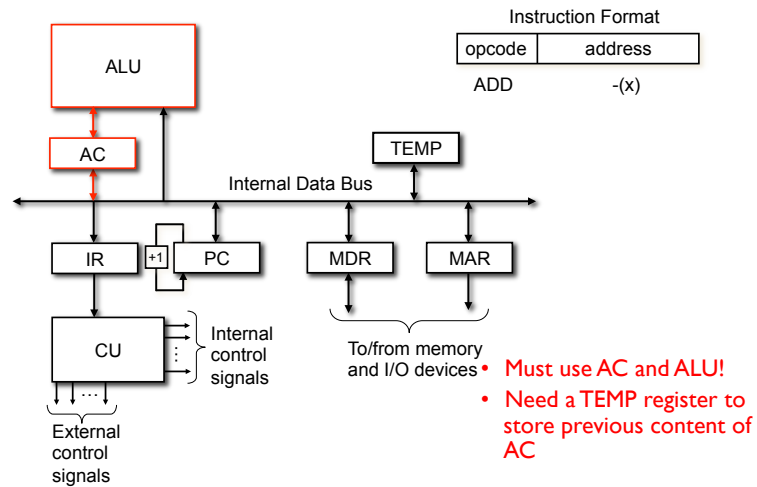 Instruction Format
opcode address
ADD -(x)
ALU
AC
TEMP
Internal Data Bus
IR
+1
PC
MDR
MAR
CU
...
Internal
control
signals
...
External
control
signals
To/from memory
and I/O devices
• Must use AC and ALU!
• Need a TEMP register to
store previous content of
AC